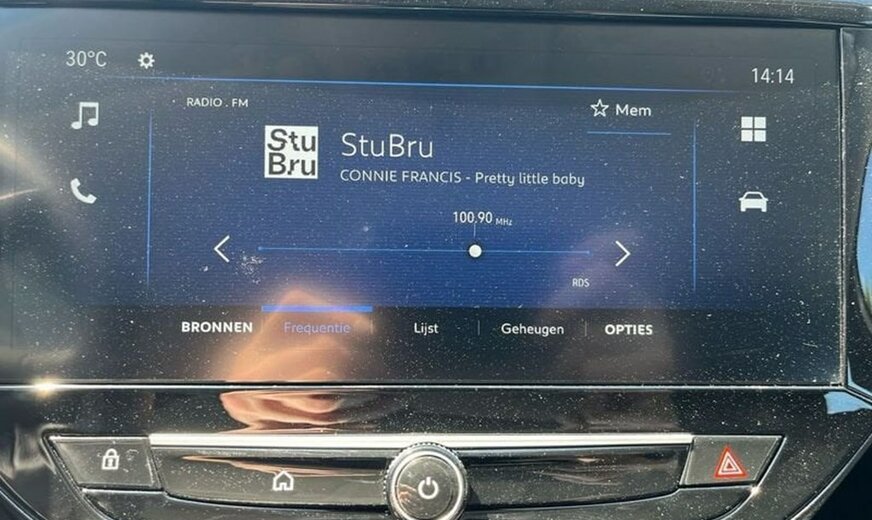 30°C
14:14
RADIO . FM
Mem
Stu
Bru
StuBru
CONNIE FRANCIS - Pretty little baby
100.90 MHz
RDS
BRONNEN Frequentie Lijst Geheugen OPTIES